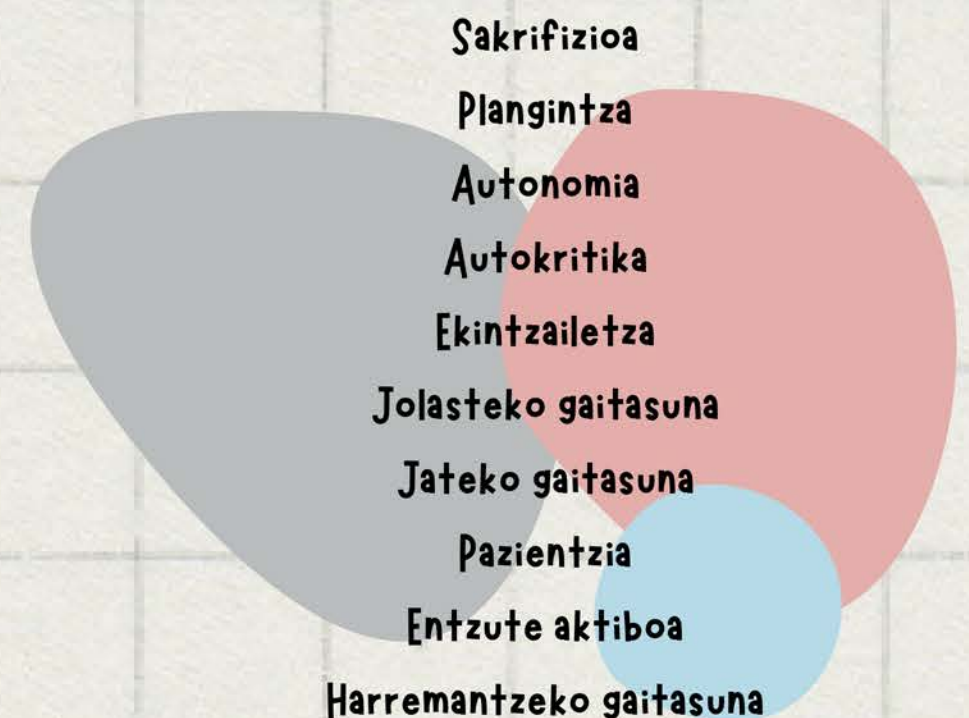 Sakrifizioa
Plangintza
Autonomia
Autokritika
Ekintzailetza
Jolasteko gaitasuna
Jateko gaitasuna
Pazientzia
Entzute aktiboa
Harremantzeko gaitasuna